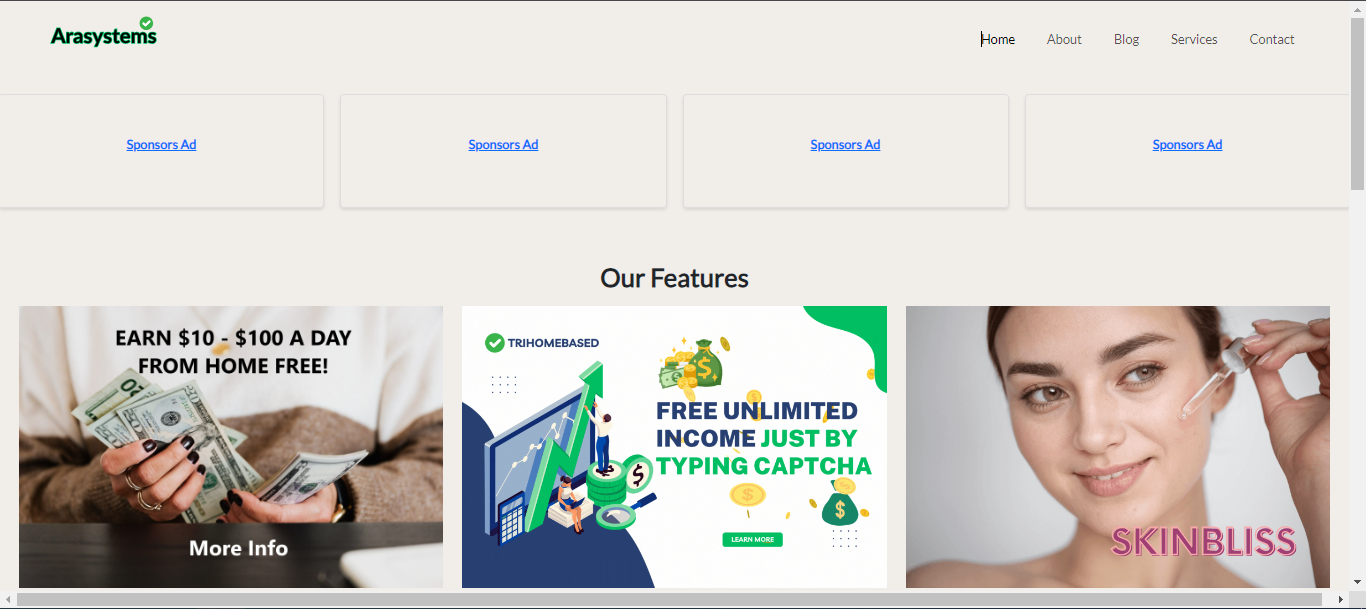 Arasystems
Home About Blog Services Contact
Sponsors Ad Sponsors Ad Sponsors Ad Sponsors Ad
Our Features
EARN $10 - $100 A DAY
FROM HOME FREE!
More Info
TRIHOMEBASED
FREE UNLIMITED
INCOME JUST BY
TYPING CAPTCHA
LEARN MORE
SKINBLISS